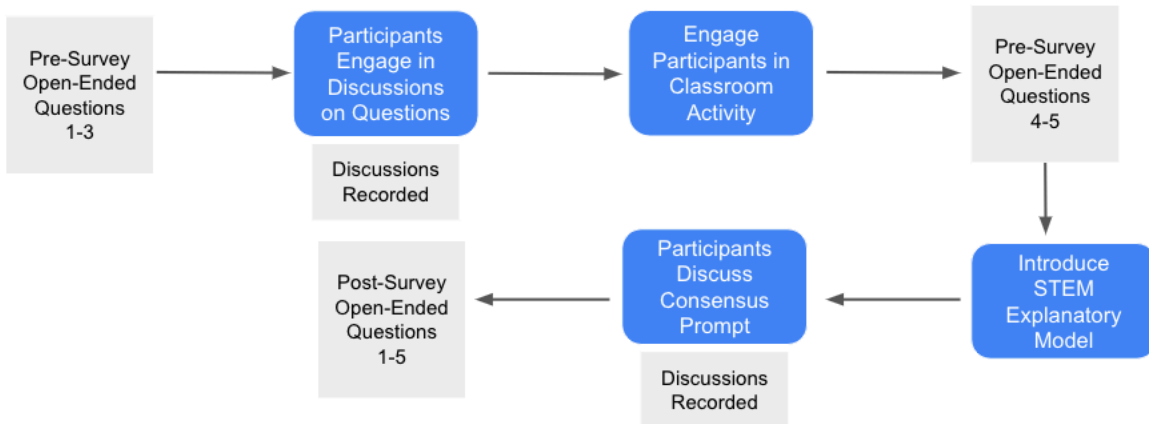 Pre-Survey
Open-Ended
Questions
1-3
Participants
Engage in
Discussions
on Questions
Discussions
Recorded
Engage
Participants in
Classroom
Activity
Pre-Survey
Open-Ended
Questions
4-5
Introduce
STEM
Explanatory
Model
Participants
Discuss
Consensus
Prompt
Discussions
Recorded
Post-Survey
Open-Ended
Questions
1-5